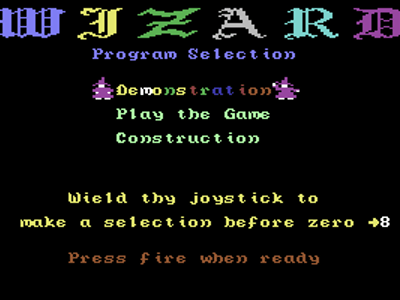 WIZARD
Program Selection
Demonstration
Play the Game
Construction
Wield thy joystick to
make a selection before zero ➔8
Press fire when ready